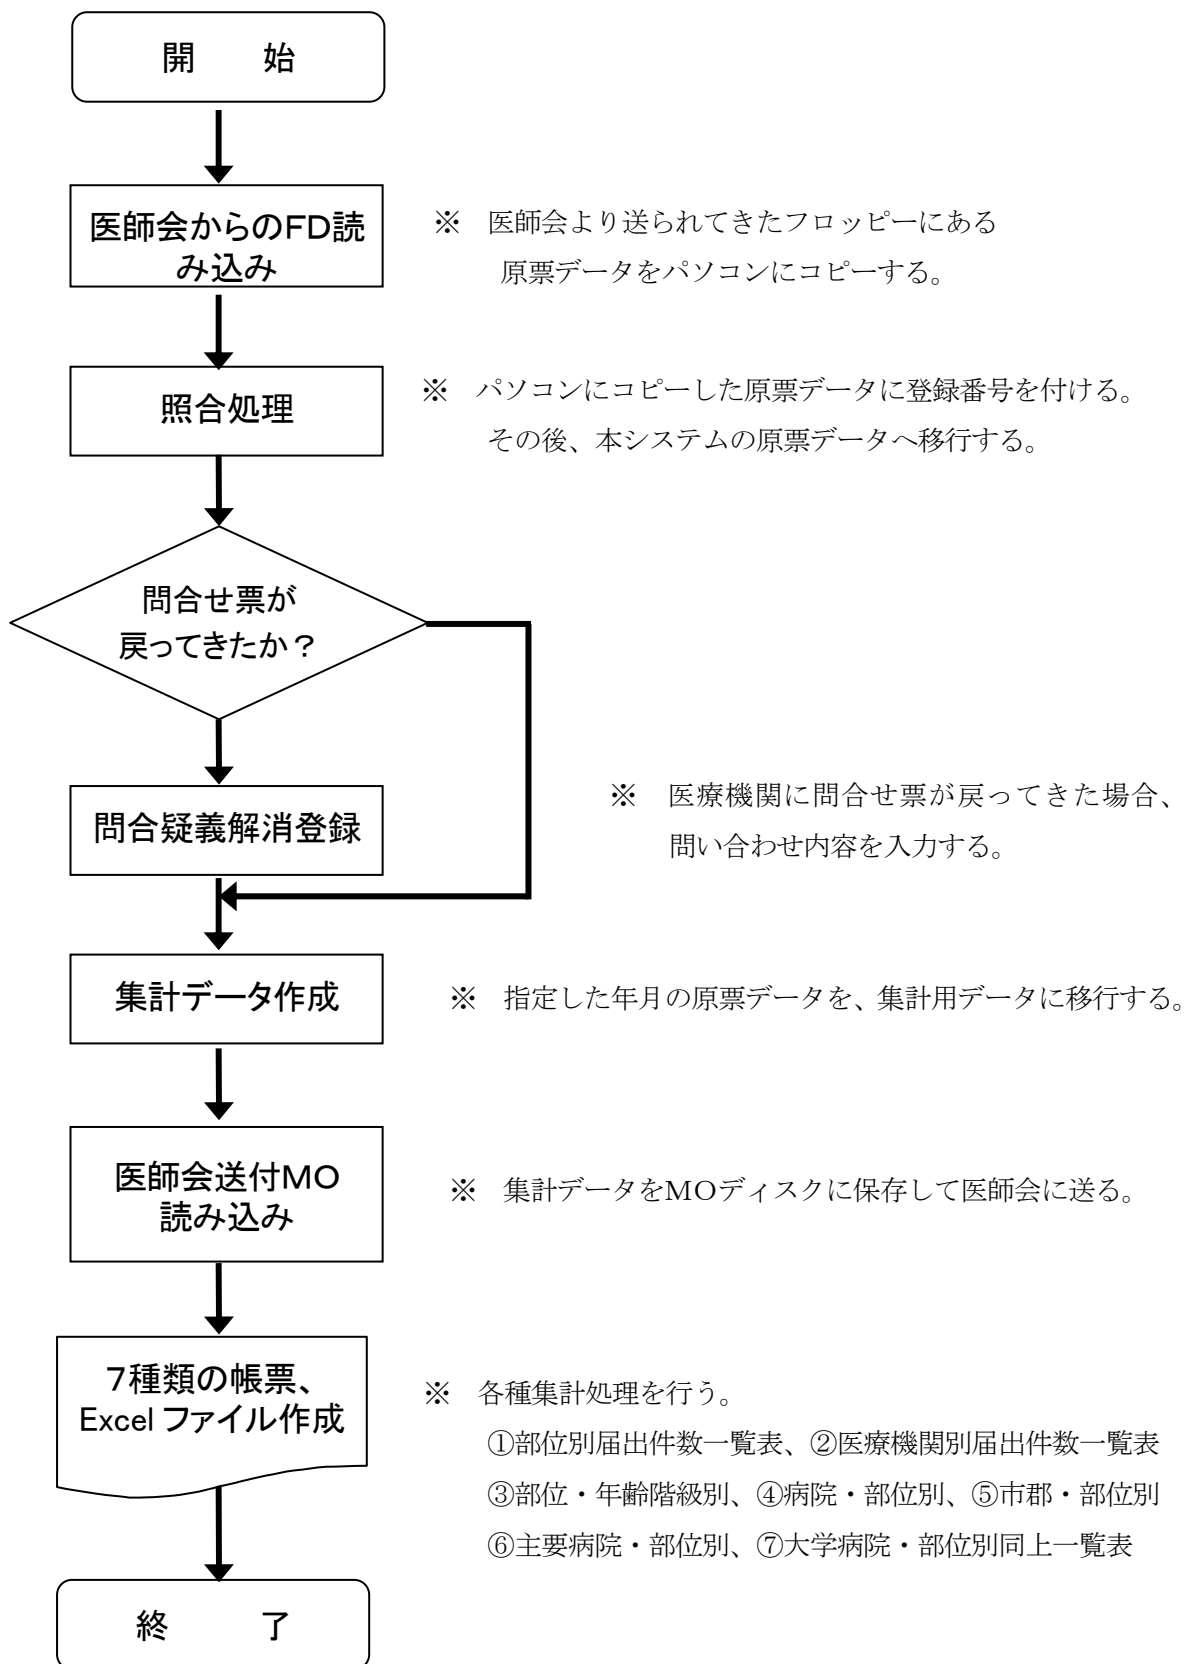 開　　始
医師会からのFD読
み込み
※　医師会より送られてきたフロッピーにある
原票データをパソコンにコピーする。
照合処理
※　パソコンにコピーした原票データに登録番号を付ける。
その後、本システムの原票データへ移行する。
問合せ票が
戻ってきたか？
問合疑義解消登録
※　医療機関に問合せ票が戻ってきた場合、
問い合わせ内容を入力する。
集計データ作成
※　指定した年月の原票データを、集計用データに移行する。
医師会送付MO
読み込み
※　集計データをMOディスクに保存して医師会に送る。
7種類の帳票、
Excel ファイル作成
※　各種集計処理を行う。
①部位別届出件数一覧表、②医療機関別届出件数一覧表
③部位・年齢階級別、④病院・部位別、⑤市郡・部位別
⑥主要病院・部位別、⑦大学病院・部位別同上一覧表
終　　　了